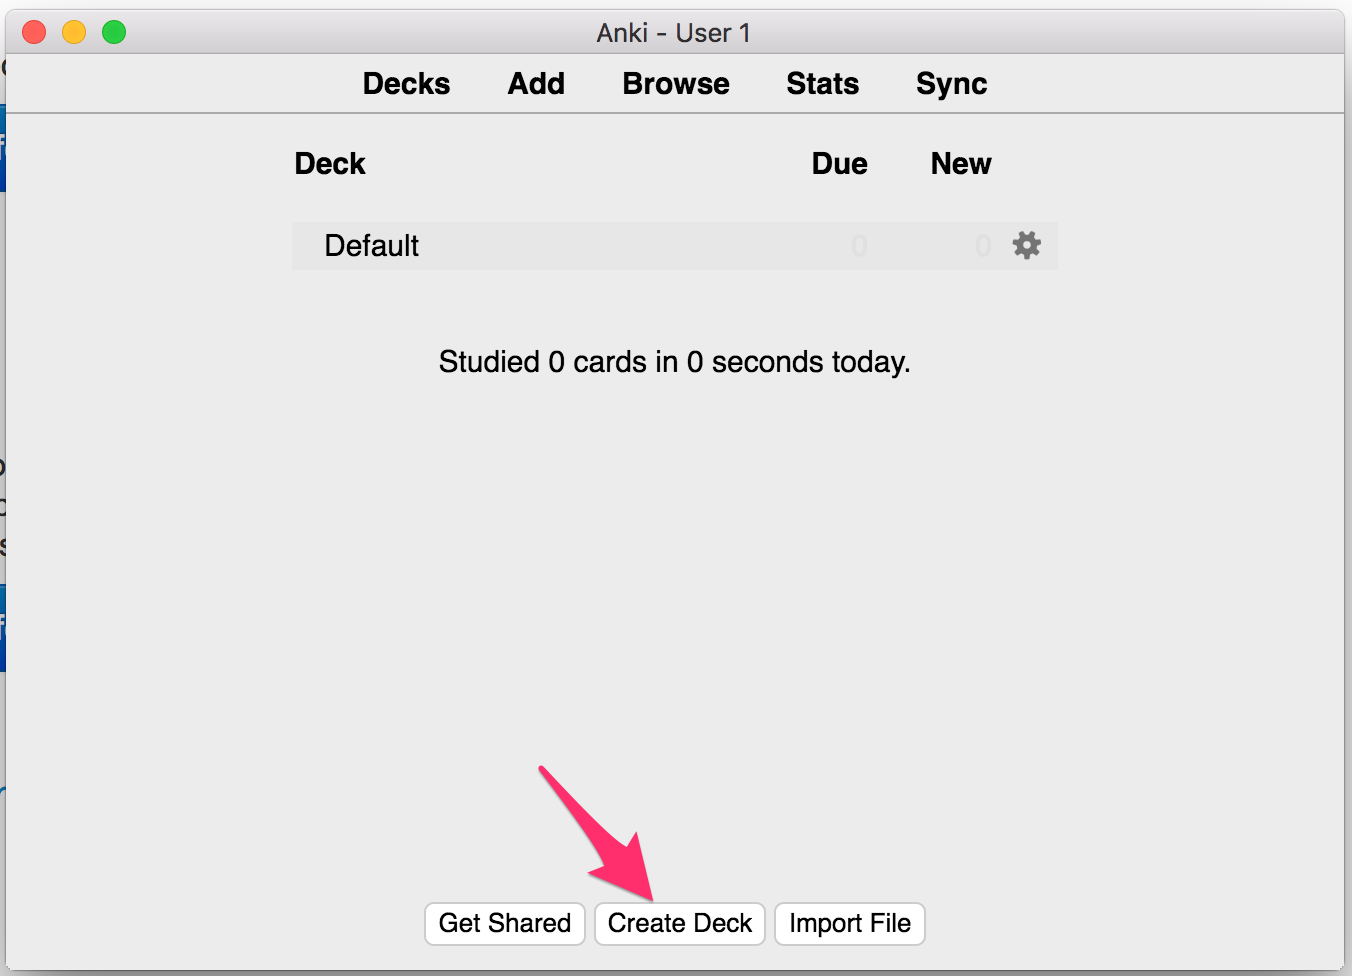 Anki - User 1
Decks Add Browse Stats Sync
Deck Due New
Default 0 0
Studied 0 cards in 0 seconds today.
Get Shared Create Deck Import File